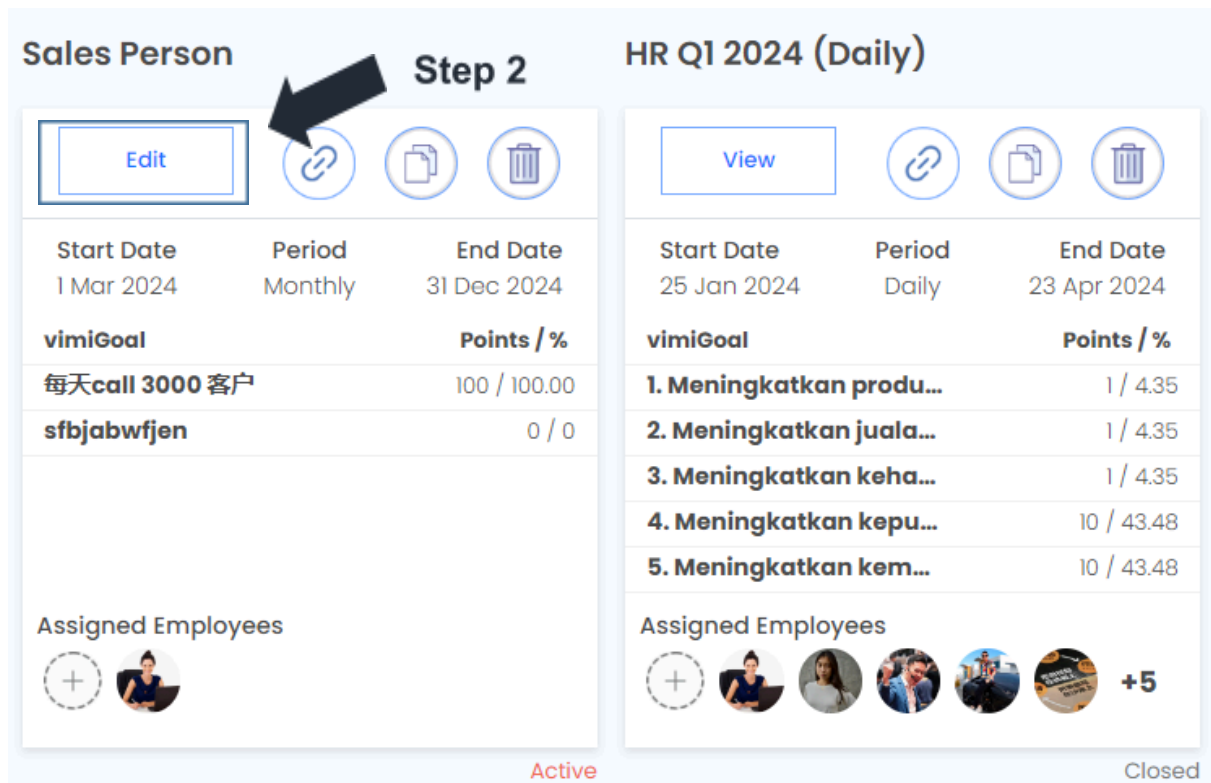 Sales Person
Step 2
Edit
Start Date Period End Date
1 Mar 2024 Monthly 31 Dec 2024
vimiGoal Points / %
每天call 3000 客户 100 / 100.00
sfbjabwfjen 0 / 0
Assigned Employees
Active
HR Q1 2024 (Daily)
View
Start Date Period End Date
25 Jan 2024 Daily 23 Apr 2024
vimiGoal Points / %
1. Meningkatkan produ... 1 / 4.35
2. Meningkatkan juala... 1 / 4.35
3. Meningkatkan keha... 1 / 4.35
4. Meningkatkan kepu... 10 / 43.48
5. Meningkatkan kem... 10 / 43.48
Assigned Employees
+5
Closed